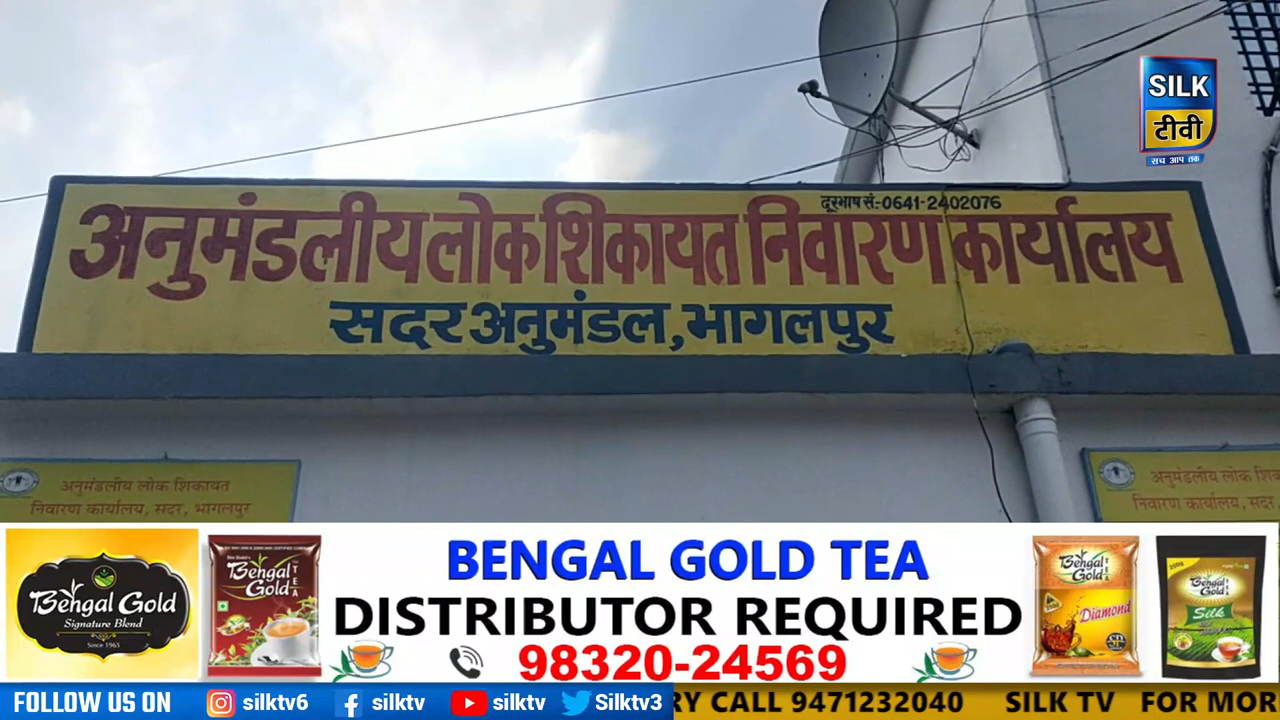 SILK
टीवी
सच आप तक
दूरभाष सं:-0641-2402076
अनुमंडलीय लोक शिकायत निवारण कार्यालय
सदर अनुमंडल, भागलपुर
अनुमंडलीय लोक शिकायत
निवारण कार्यालय, सदर, भागलपुर
अनुमंडलीय लोक शिका
निवारण कार्यालय, सदर,
Bengal Gold
Signature Blend
Since 1965
Bengal
Gold
TEA
BENGAL GOLD TEA
DISTRIBUTOR REQUIRED
98320-24569
Bengal
Gold
TEA
Diamond
Bengal
Gold
Silk
FOLLOW US ON silktv6 silktv silktv Silktv3 RY CALL 9471232040 SILK TV FOR MOR